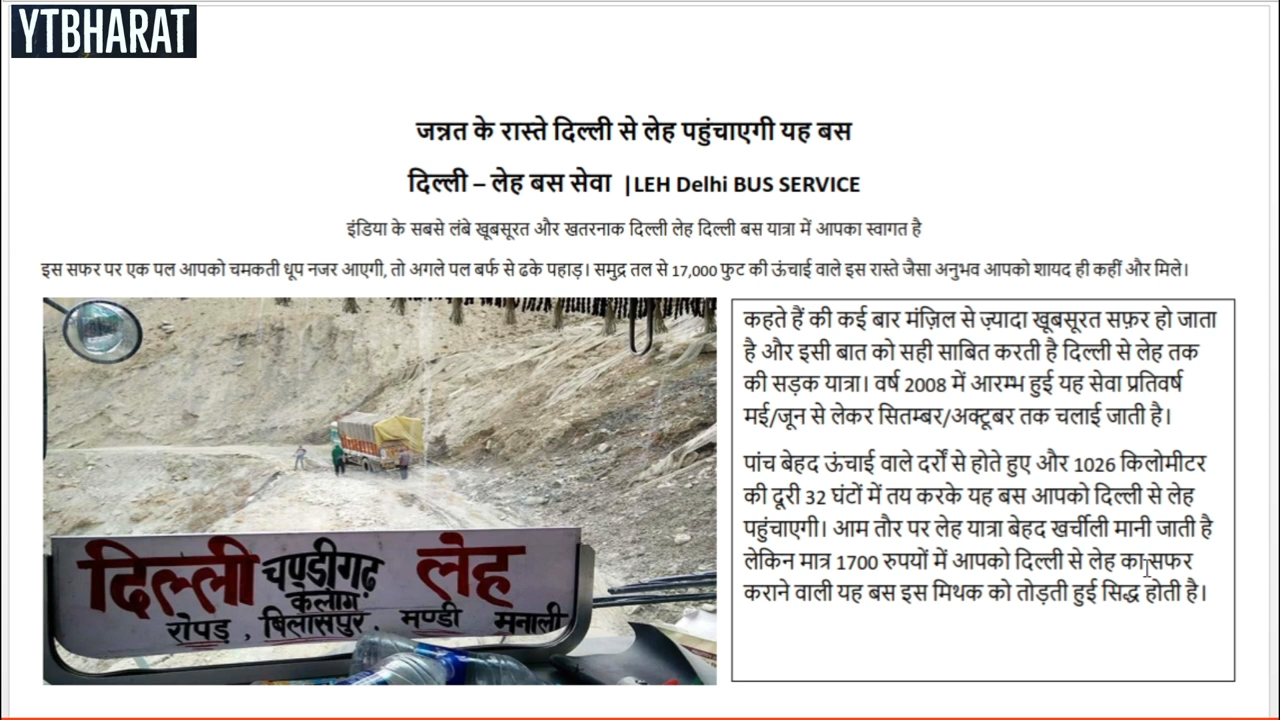 YTBHARAT
जन्नत के रास्ते दिल्ली से लेह पहुंचाएगी यह बस
दिल्ली – लेह बस सेवा |LEH Delhi BUS SERVICE
इंडिया के सबसे लंबे खूबसूरत और खतरनाक दिल्ली लेह दिल्ली बस यात्रा में आपका स्वागत है
इस सफर पर एक पल आपको चमकती धूप नजर आएगी, तो अगले पल बर्फ से ढके पहाड़। समुद्र तल से 17,000 फुट की ऊंचाई वाले इस रास्ते जैसा अनुभव आपको शायद ही कहीं और मिले।
दिल्ली चण्डीगढ़ लेह
केलांग
रोपड़ , बिलासपुर . मण्डी मनाली
कहते हैं की कई बार मंज़िल से ज़्यादा खूबसूरत सफ़र हो जाता
है और इसी बात को सही साबित करती है दिल्ली से लेह तक
की सड़क यात्रा। वर्ष 2008 में आरम्भ हुई यह सेवा प्रतिवर्ष
मई/जून से लेकर सितम्बर/अक्टूबर तक चलाई जाती है।
पांच बेहद ऊंचाई वाले दर्रों से होते हुए और 1026 किलोमीटर
की दूरी 32 घंटों में तय करके यह बस आपको दिल्ली से लेह
पहुंचाएगी। आम तौर पर लेह यात्रा बेहद खर्चीली मानी जाती है
लेकिन मात्र 1700 रुपयों में आपको दिल्ली से लेह का सफर
कराने वाली यह बस इस मिथक को तोड़ती हुई सिद्ध होती है।